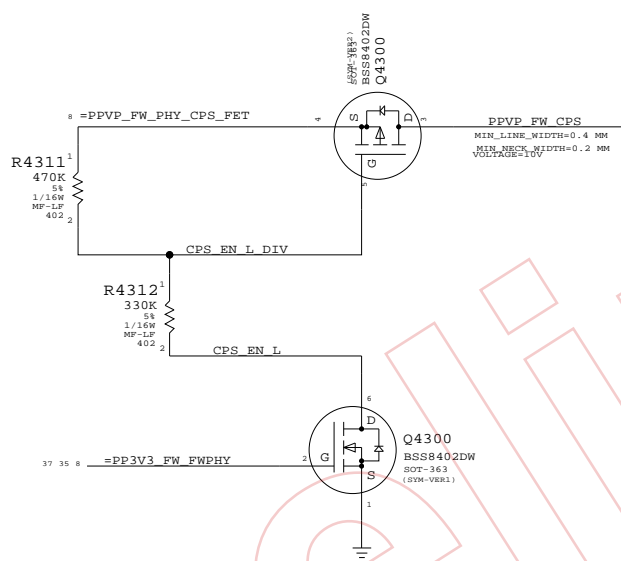 (SYM-VER2)
SOT-363
BSS8402DW
Q4300
8 =PPVP_FW_PHY_CPS_FET
4
S
D
3
PPVP_FW_CPS
MIN_LINE_WIDTH=0.4 MM
MIN_NECK_WIDTH=0.2 MM
VOLTAGE=10V
G
5
R4311
1
470K
5%
1/16W
MF-LF
402
2
CPS_EN_L_DIV
R4312
1
330K
5%
1/16W
MF-LF
402
2
CPS_EN_L
6
D
Q4300
BSS8402DW
SOT-363
(SYM-VER1)
37 35 8 =PP3V3_FW_FWPHY
2
G
S
1